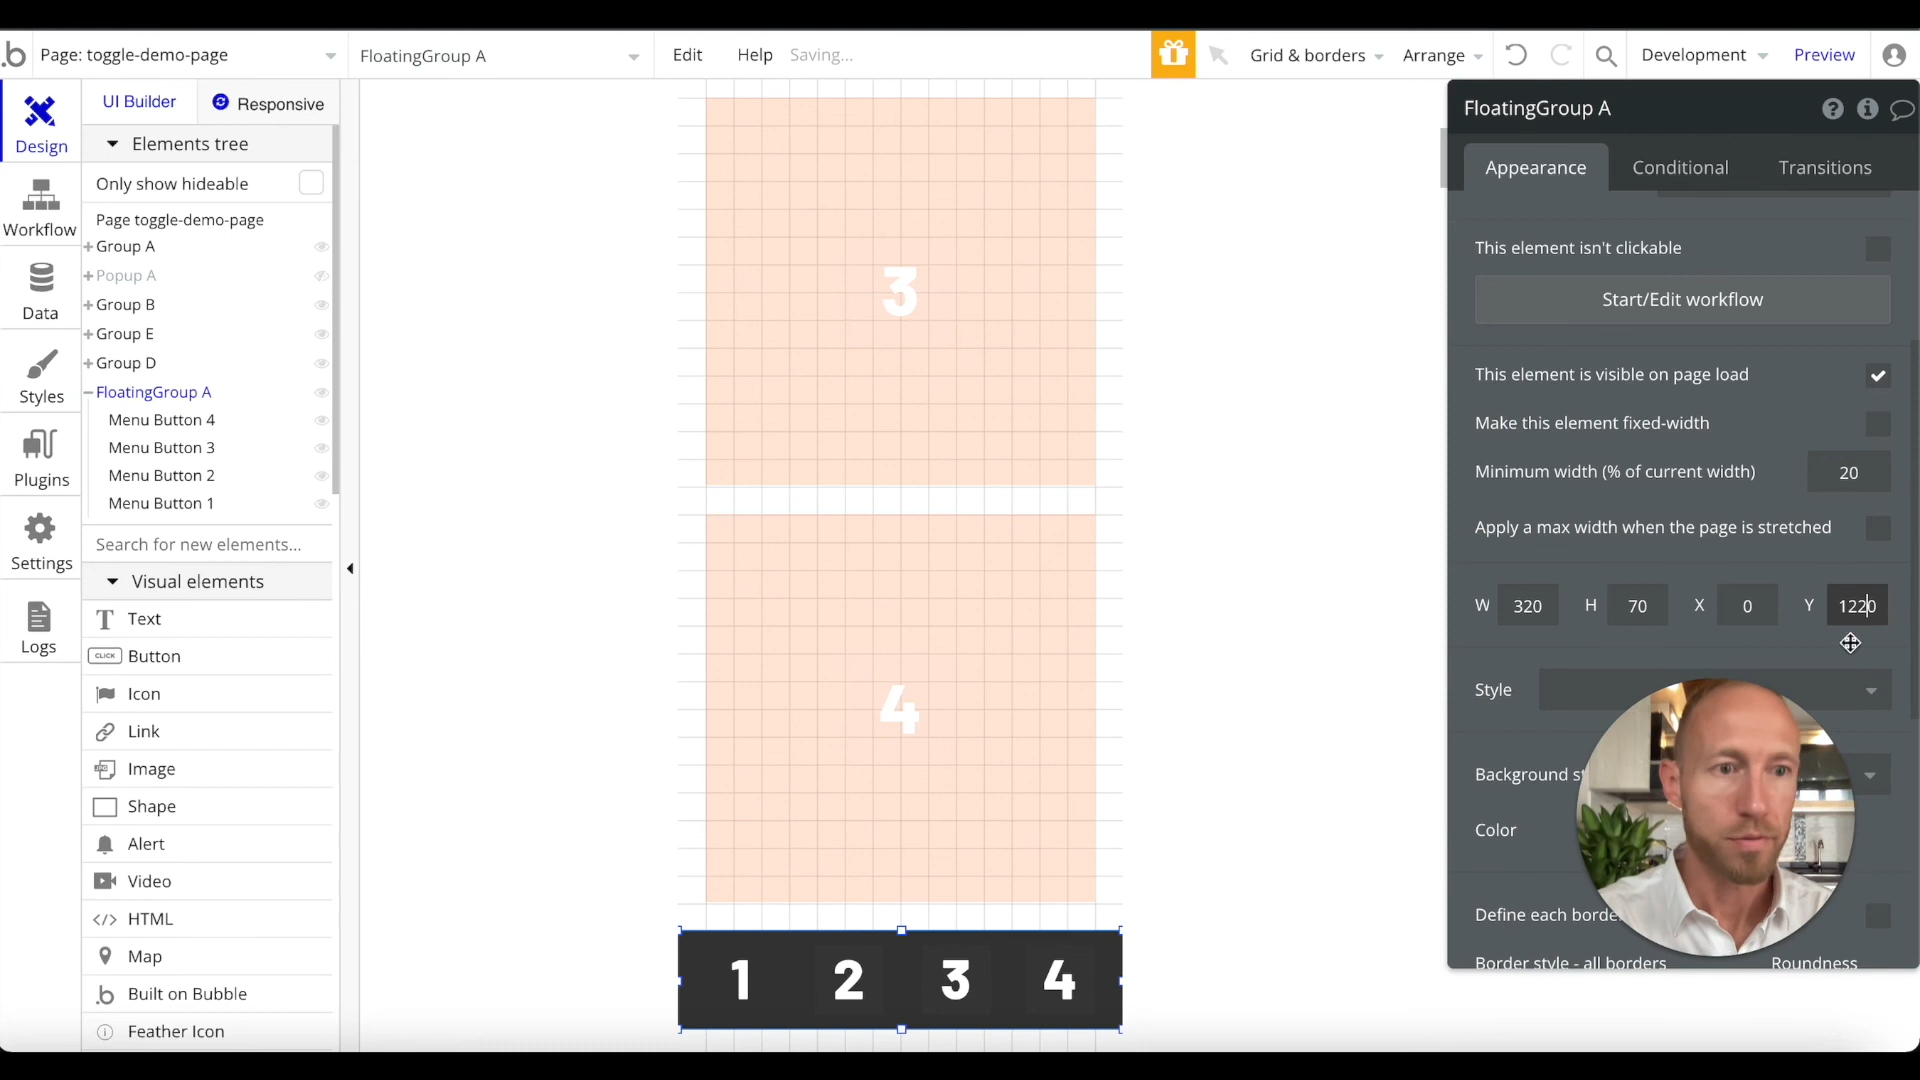 Page: toggle-demo-page
FloatingGroup A
Edit
Help
Saving...
Grid & borders
Arrange
Development
Preview
Design
Workflow
Data
Styles
Plugins
Settings
Logs
UI Builder
Responsive
Elements tree
Only show hideable
Page toggle-demo-page
Group A
Popup A
Group B
Group E
Group D
FloatingGroup A
Menu Button 4
Menu Button 3
Menu Button 2
Menu Button 1
Search for new elements...
Visual elements
Text
CLICK Button
Icon
Link
Image
Shape
Alert
Video
HTML
Map
Built on Bubble
Feather Icon
3
4
1 2 3 4
FloatingGroup A
Appearance
Conditional
Transitions
This element isn't clickable
Start/Edit workflow
This element is visible on page load
Make this element fixed-width
Minimum width (% of current width) 20
Apply a max width when the page is stretched
W 320 H 70 X 0 Y 1220
Style
Background
Color
Define each
Border style - all borders
Roundness